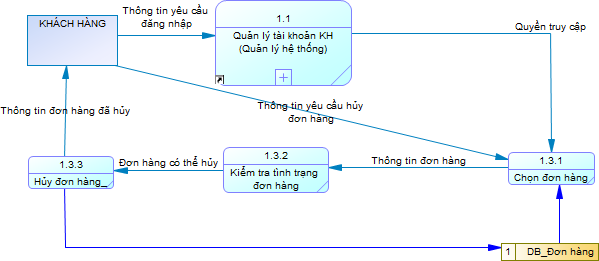 KHÁCH HÀNG
Thông tin yêu cầu
đăng nhập
1.1
Quản lý tài khoản KH
(Quản lý hệ thống)
Quyền truy cập
Thông tin đơn hàng đã hủy
Thông tin yêu cầu hủy
đơn hàng
1.3.3
Hủy đơn hàng_
Đơn hàng có thể hủy
1.3.2
Kiểm tra tình trạng
đơn hàng
Thông tin đơn hàng
1.3.1
Chọn đơn hàng
1 DB_Đơn hàng